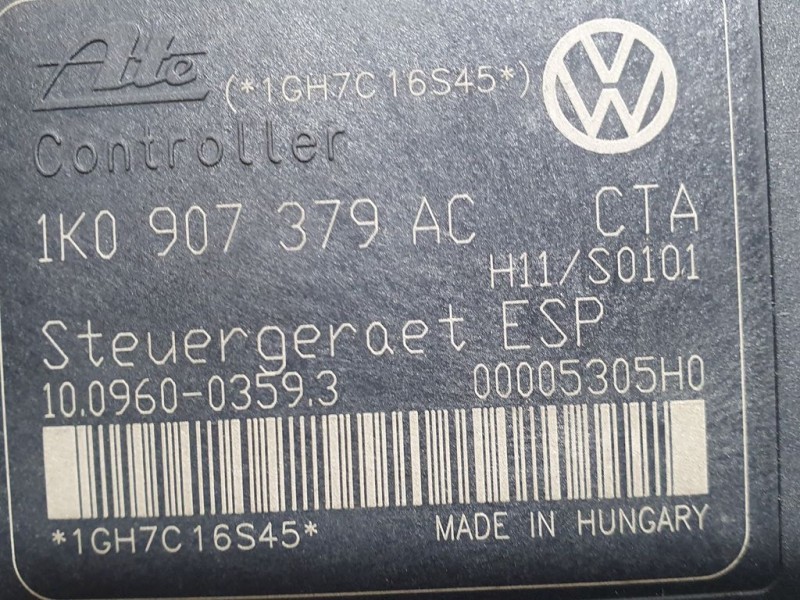 Ate
(*1GH7C16S45*)
Controller
VW
1K0 907 379 AC CTA
H11/S0101
Steuergeraet ESP
10.0960-0359.3 00005305H0
*1GH7C16S45* MADE IN HUNGARY